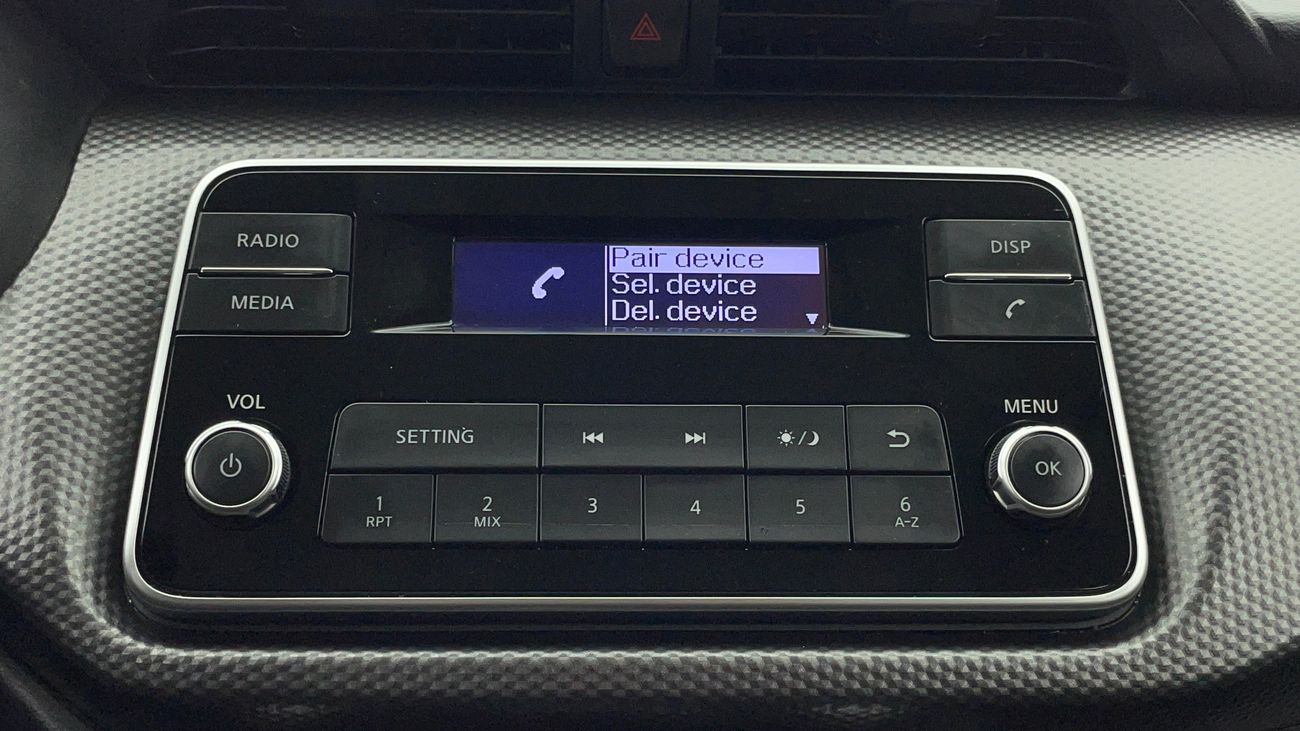 RADIO
MEDIA
Pair device
Sel. device
Del. device
DISP
VOL
SETTING
MENU
OK
1
RPT
2
MIX
3
4
5
6
A-Z